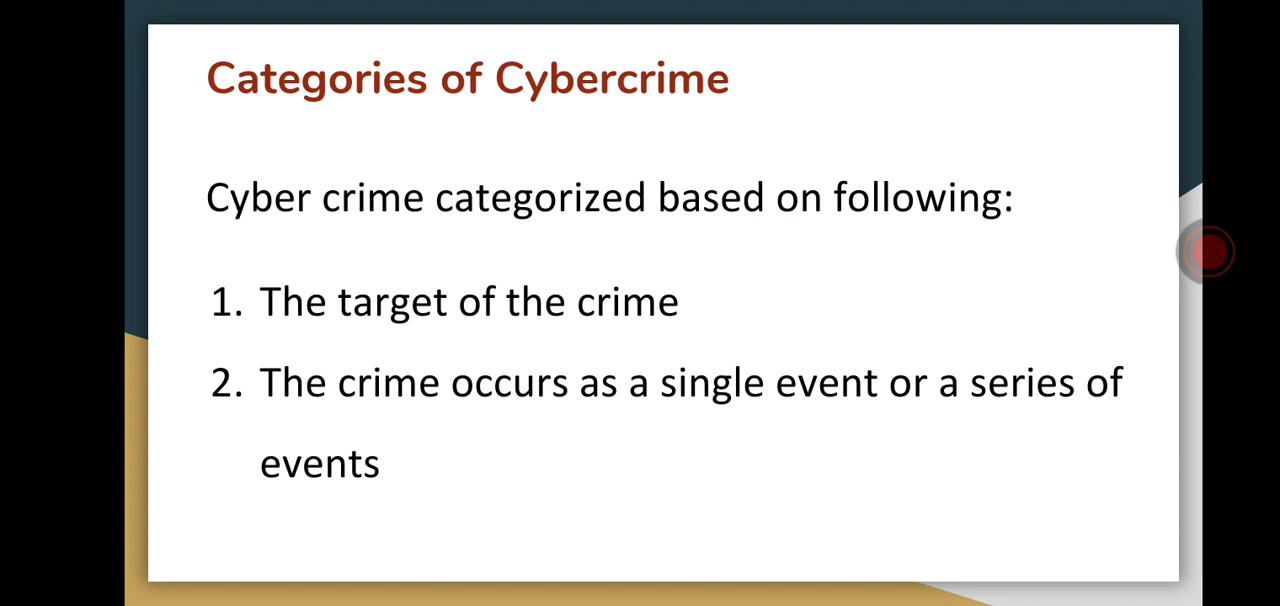 Categories of Cybercrime
Cyber crime categorized based on following:
1. The target of the crime
2. The crime occurs as a single event or a series of
events